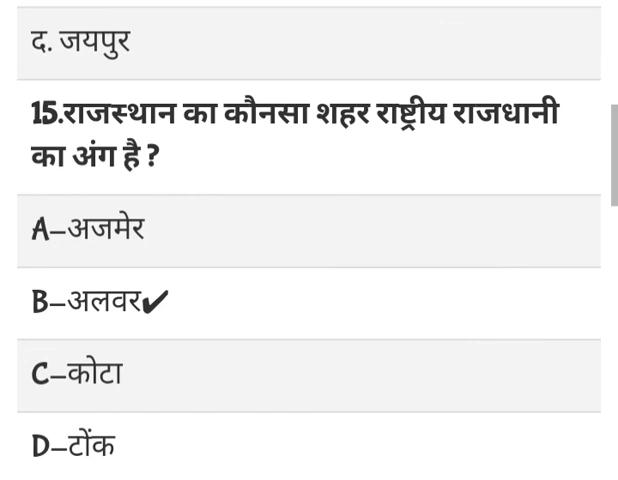 द. जयपुर
15.राजस्थान का कौनसा शहर राष्ट्रीय राजधानी
का अंग है ?
A–अजमेर
B–अलवर✔
C–कोटा
D–टोंक